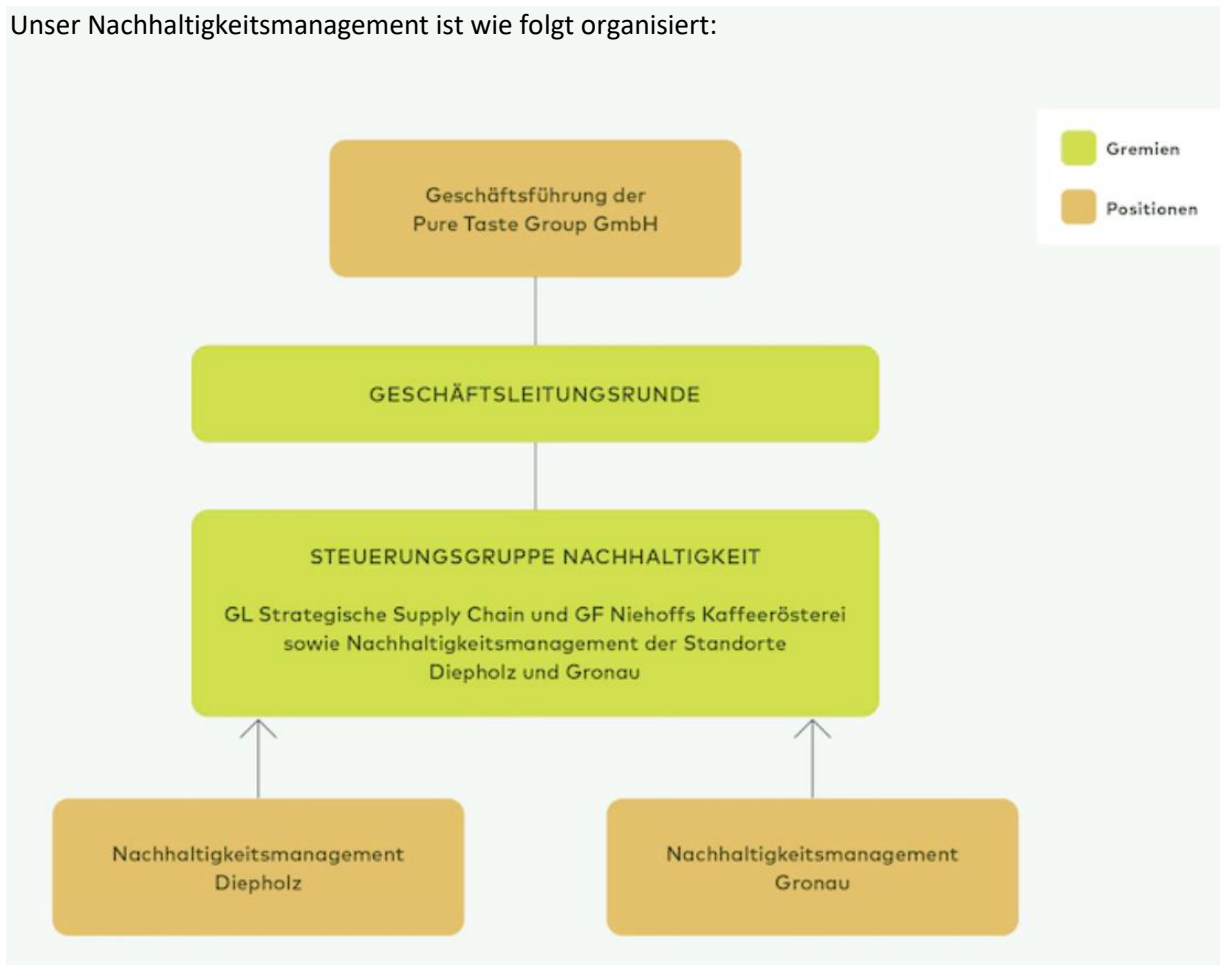 Unser Nachhaltigkeitsmanagement ist wie folgt organisiert:
Gremien
Positionen
Geschäftsführung der
Pure Taste Group GmbH
GESCHÄFTSLEITUNGSRUNDE
STEUERUNGSGRUPPE NACHHALTIGKEIT
GL Strategische Supply Chain und GF Niehoffs Kaffeerösterei
sowie Nachhaltigkeitsmanagement der Standorte
Diepholz und Gronau
Nachhaltigkeitsmanagement
Diepholz
Nachhaltigkeitsmanagement
Gronau